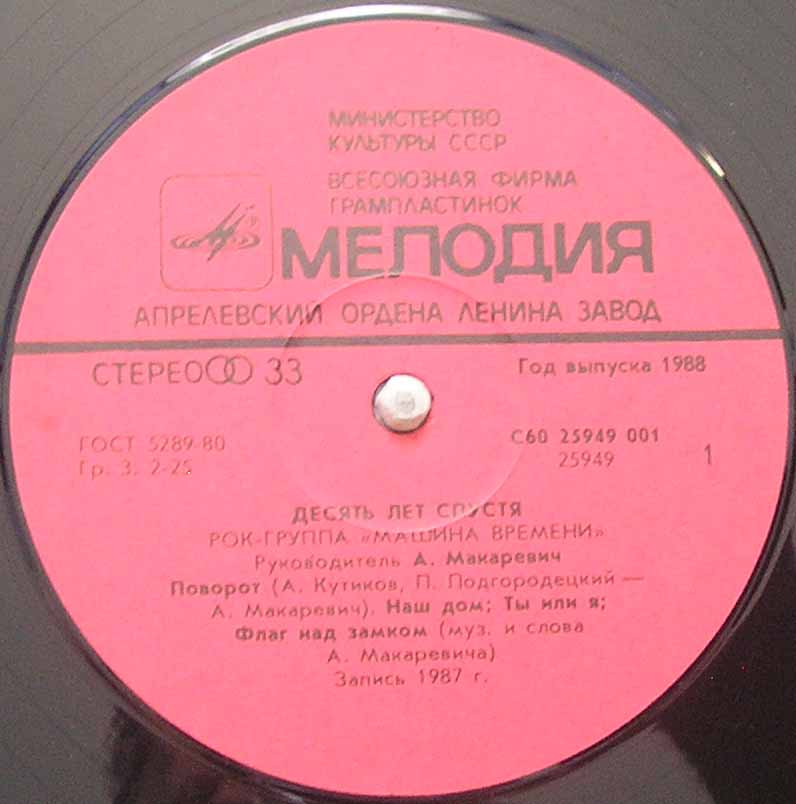 МИНИСТЕРСТВО
КУЛЬТУРЫ СССР
ВСЕСОЮЗНАЯ ФИРМА
ГРАМПЛАСТИНОК
МЕЛОДИЯ
АПРЕЛЕВСКИЙ ОРДЕНА ЛЕНИНА ЗАВОД
СТЕРЕО 33
Год выпуска 1988
ГОСТ 5289-80
Гр. 3. 2-25
С60 25949 001
25949
1
ДЕСЯТЬ ЛЕТ СПУСТЯ
РОК-ГРУППА «МАШИНА ВРЕМЕНИ»
Руководитель А. Макаревич
Поворот (А. Кутиков, П. Подгородецкий —
А. Макаревич). Наш дом; Ты или я;
Флаг над замком (муз. и слова
А. Макаревича)
Запись 1987 г.